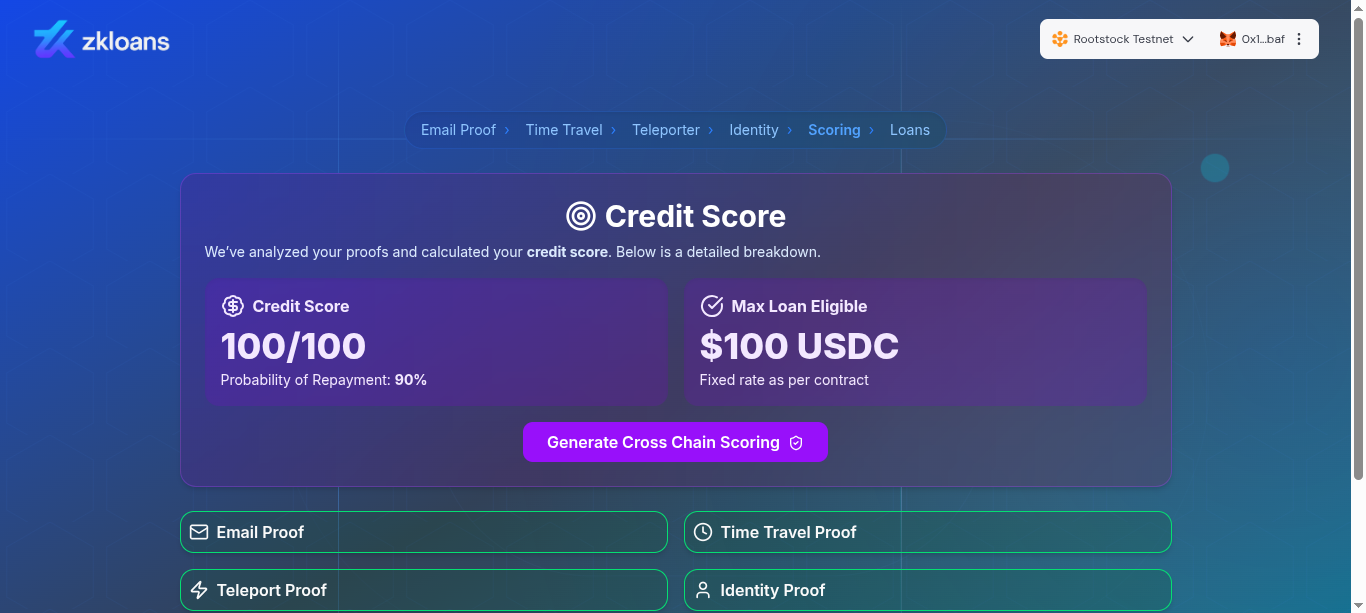 zkloans
Rootstock Testnet
0x1...baf
Email Proof › Time Travel › Teleporter › Identity › Scoring › Loans
Credit Score
We’ve analyzed your proofs and calculated your credit score. Below is a detailed breakdown.
Credit Score
100/100
Probability of Repayment: 90%
Max Loan Eligible
$100 USDC
Fixed rate as per contract
Generate Cross Chain Scoring
Email Proof
Time Travel Proof
Teleport Proof
Identity Proof